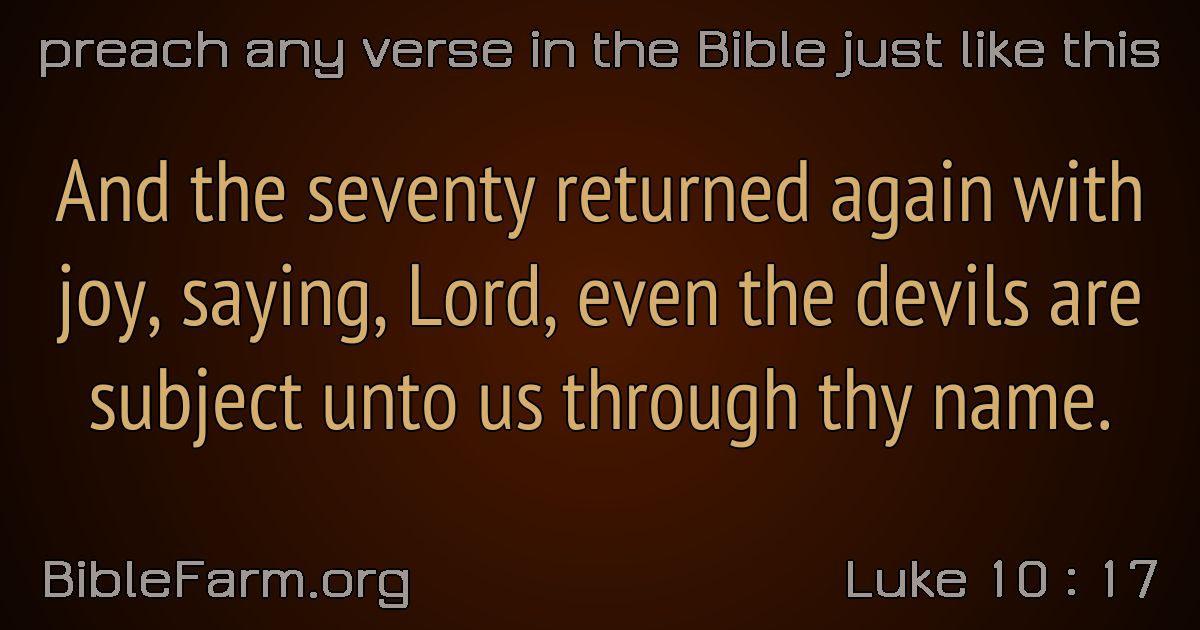 preach any verse in the Bible just like this
And the seventy returned again with
joy, saying, Lord, even the devils are
subject unto us through thy name.
BibleFarm.org
Luke 10 : 17